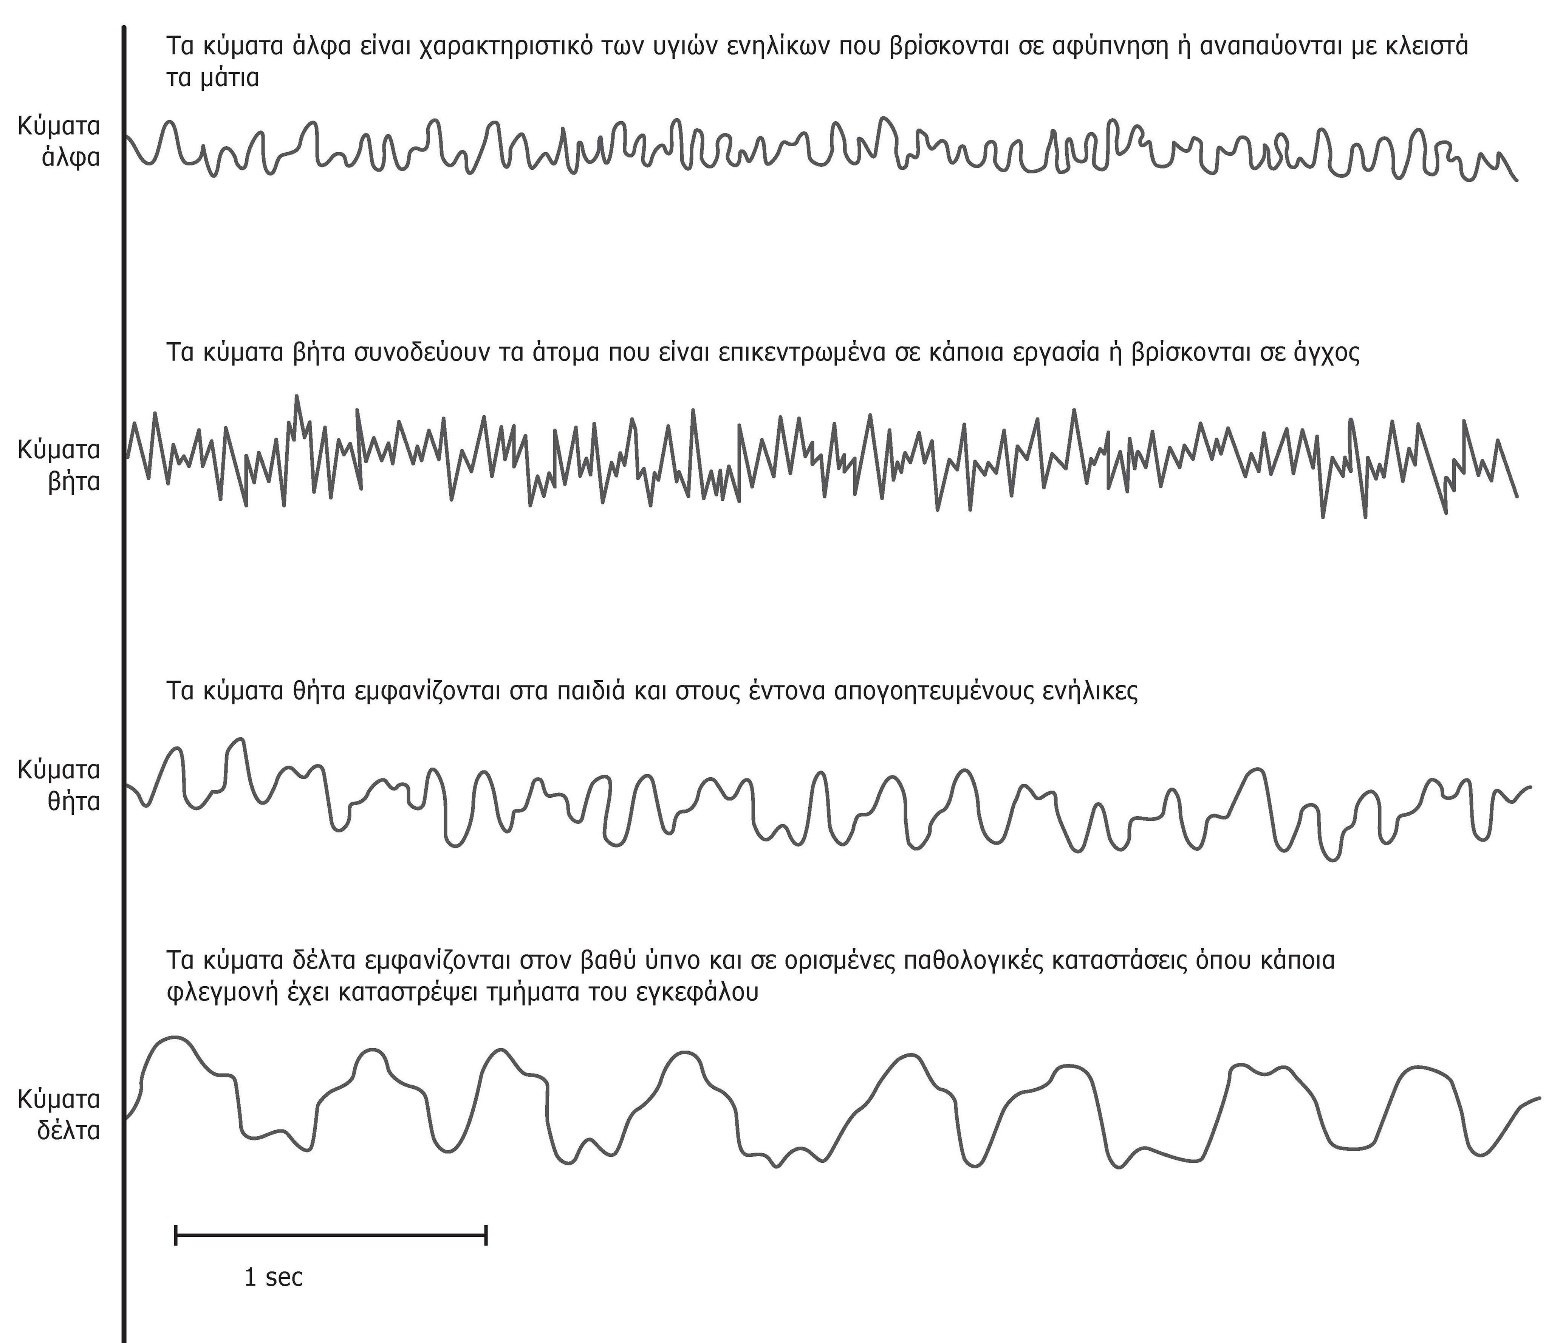 Τα κύματα άλφα είναι χαρακτηριστικό των υγιών ενηλίκων που βρίσκονται σε αφύπνηση ή αναπαύονται με κλειστά
τα μάτια
Κύματα
άλφα
Τα κύματα βήτα συνοδεύουν τα άτομα που είναι επικεντρωμένα σε κάποια εργασία ή βρίσκονται σε άγχος
Κύματα
βήτα
Τα κύματα θήτα εμφανίζονται στα παιδιά και στους έντονα απογοητευμένους ενήλικες
Κύματα
θήτα
Τα κύματα δέλτα εμφανίζονται στον βαθύ ύπνο και σε ορισμένες παθολογικές καταστάσεις όπου κάποια
φλεγμονή έχει καταστρέψει τμήματα του εγκεφάλου
Κύματα
δέλτα
1 sec